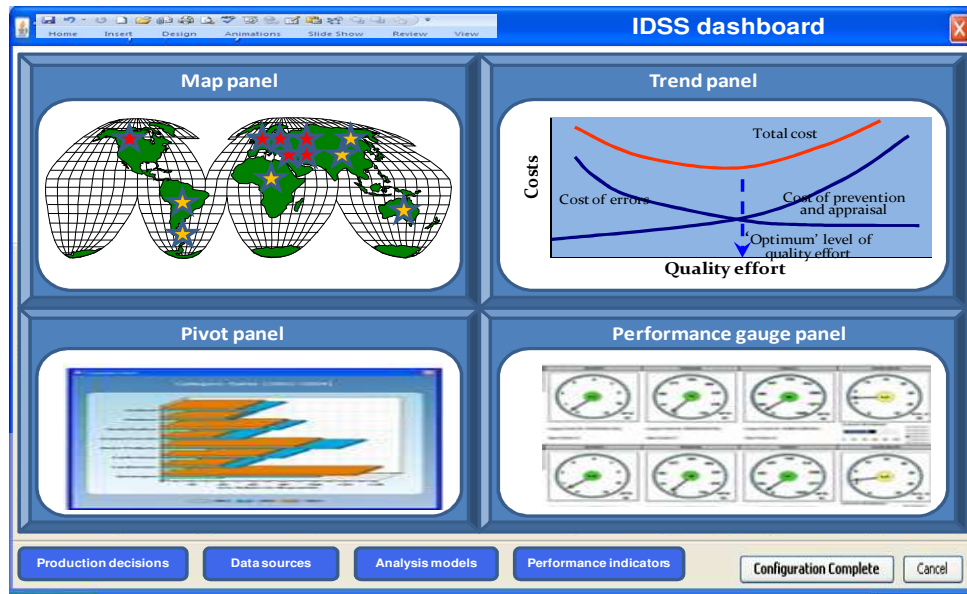 IDSS dashboard
Home Insert Design Animations Slide Show Review View
Map panel
Trend panel
Total cost
Costs
Cost of errors
Cost of prevention
and appraisal
‘Optimum’ level of
quality effort
Quality effort
Pivot panel
Performance gauge panel
Production decisions
Data sources
Analysis models
Performance indicators
Configuration Complete
Cancel